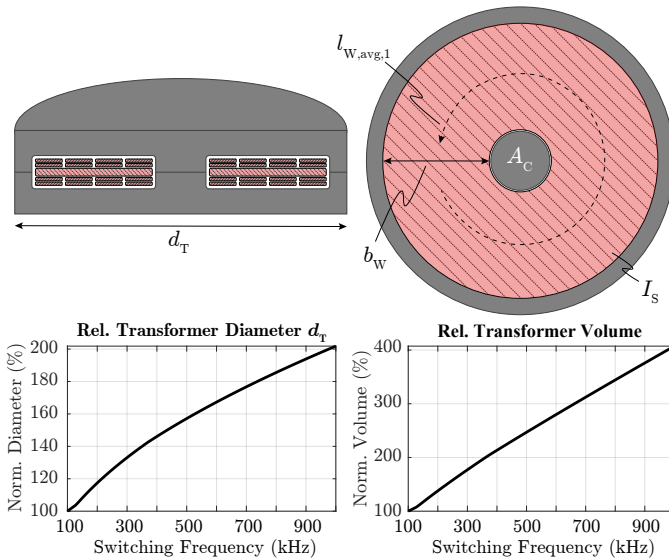 l_W,avg,1
A_C
d_T
b_W
I_S
Rel. Transformer Diameter d_T
Norm. Diameter (%)
200
180
160
140
120
100
100 300 500 700 900
Switching Frequency (kHz)
Rel. Transformer Volume
Norm. Volume (%)
400
300
200
100
100 300 500 700 900
Switching Frequency (kHz)